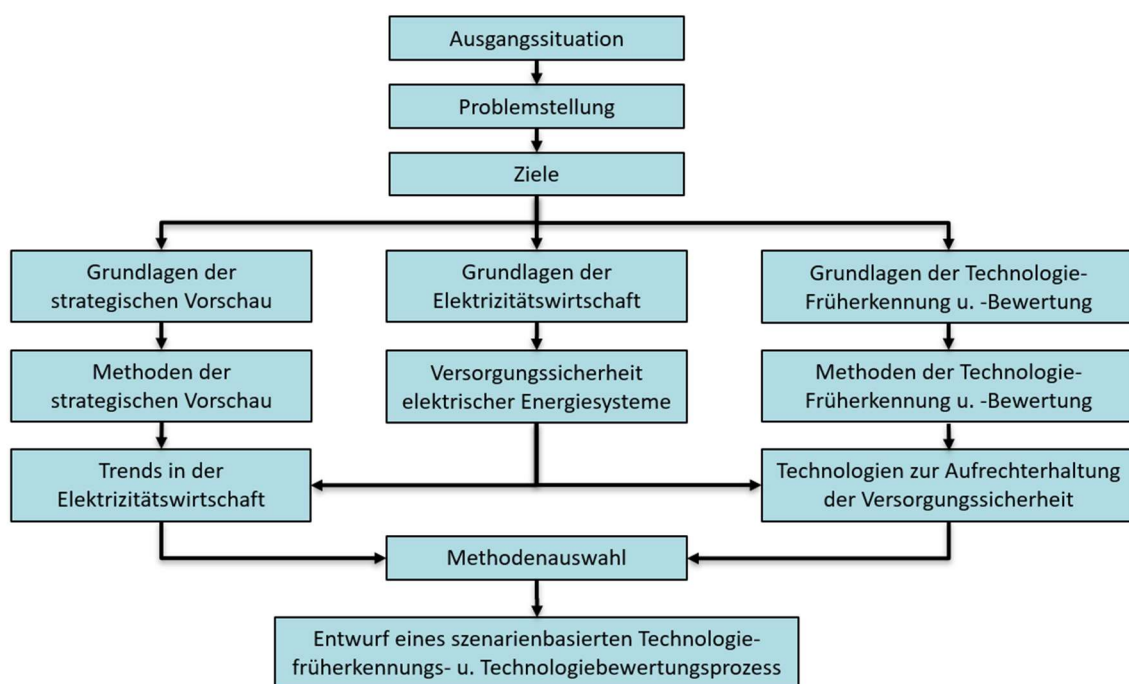 Ausgangssituation
Problemstellung
Ziele
Grundlagen der
strategischen Vorschau
Grundlagen der
Elektrizitätswirtschaft
Grundlagen der Technologie-
Früherkennung u. -Bewertung
Methoden der
strategischen Vorschau
Versorgungssicherheit
elektrischer Energiesysteme
Methoden der Technologie-
Früherkennung u. -Bewertung
Trends in der
Elektrizitätswirtschaft
Technologien zur Aufrechterhaltung
der Versorgungssicherheit
Methodenauswahl
Entwurf eines szenarienbasierten Technologie-
früherkennungs- u. Technologiebewertungsprozess